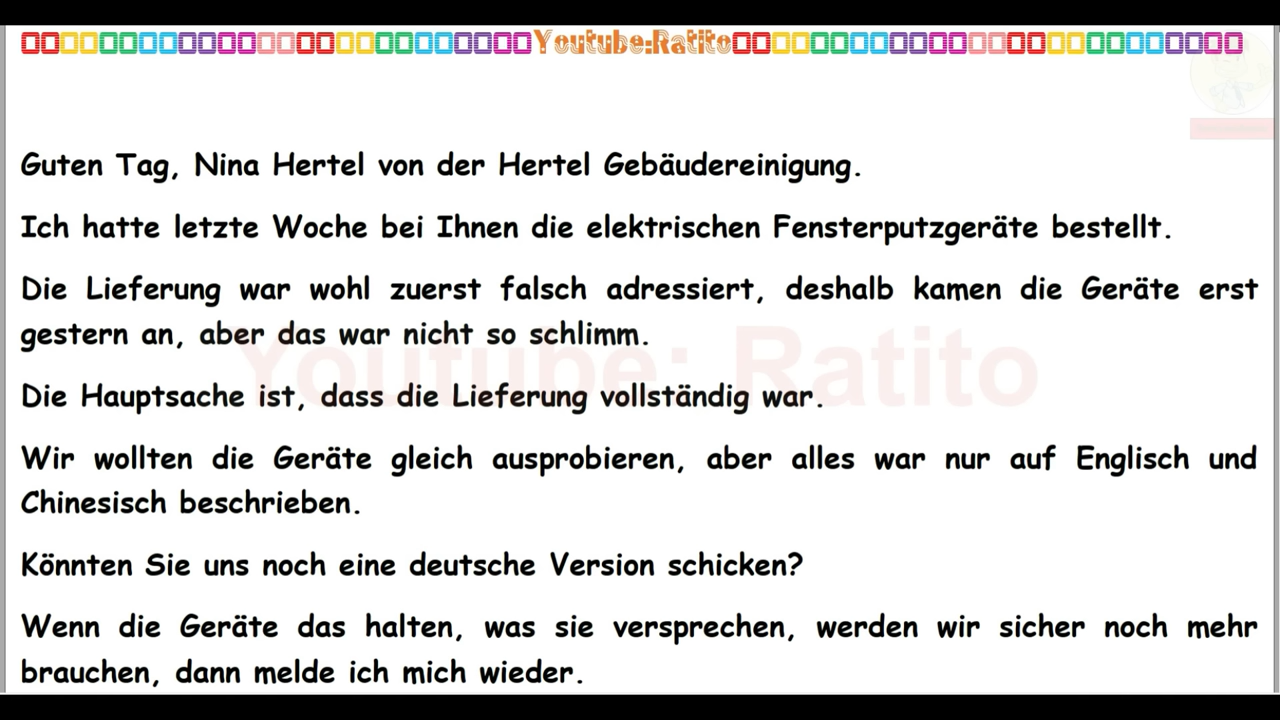 Youtube:Ratito
Guten Tag, Nina Hertel von der Hertel Gebäudereinigung.
Ich hatte letzte Woche bei Ihnen die elektrischen Fensterputzgeräte bestellt.
Die Lieferung war wohl zuerst falsch adressiert, deshalb kamen die Geräte erst
gestern an, aber das war nicht so schlimm.
Youtube: Ratito
Die Hauptsache ist, dass die Lieferung vollständig war.
Wir wollten die Geräte gleich ausprobieren, aber alles war nur auf Englisch und
Chinesisch beschrieben.
Könnten Sie uns noch eine deutsche Version schicken?
Wenn die Geräte das halten, was sie versprechen, werden wir sicher noch mehr
brauchen, dann melde ich mich wieder.